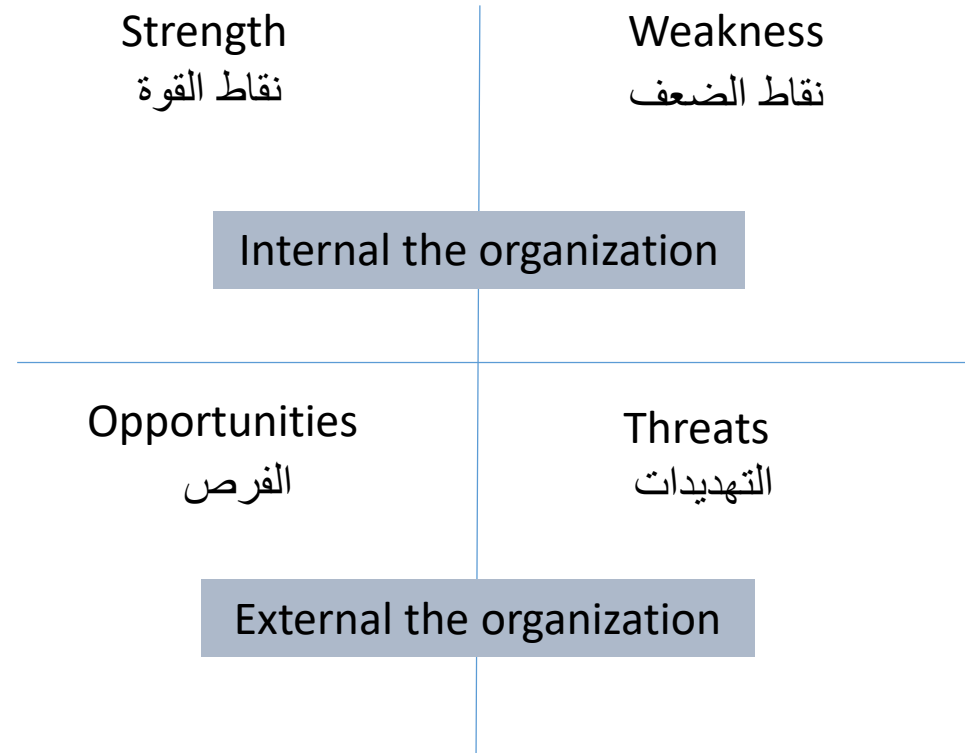 Strength
نقاط القوة
Weakness
نقاط الضعف
Internal the organization
Opportunities
الفرص
Threats
التهديدات
External the organization